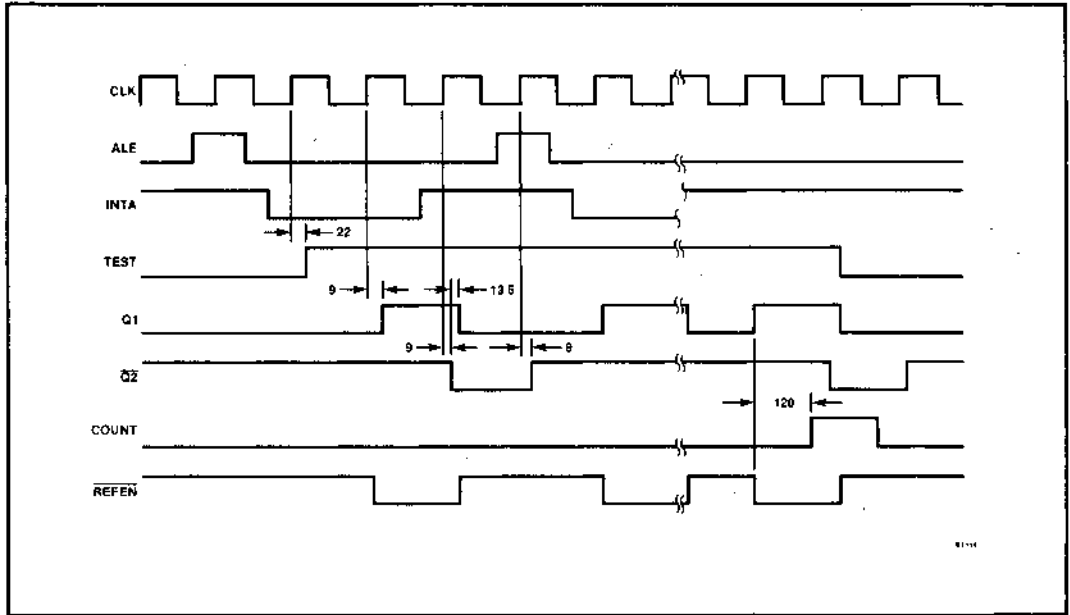 CLK
ALE
INTA
22
TEST
9
13 5
Q1
9
8
Q2
120
COUNT
REFEN